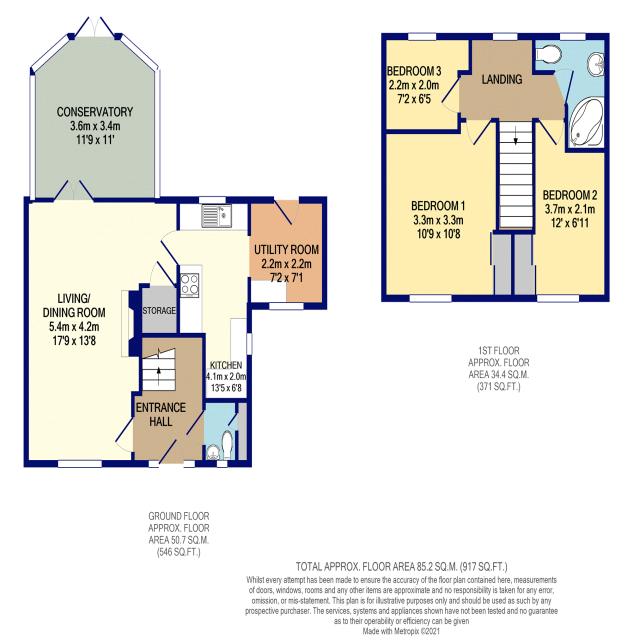 CONSERVATORY
3.6m x 3.4m
11'9 x 11'
LIVING/
DINING ROOM
5.4m x 4.2m
17'9 x 13'8
STORAGE
UTILITY ROOM
2.2m x 2.2m
7'2 x 7'1
KITCHEN
4.1m x 2.0m
13'5 x 6'8
ENTRANCE
HALL
GROUND FLOOR
APPROX. FLOOR
AREA 50.7 SQ.M.
(546 SQ.FT.)
BEDROOM 3
2.2m x 2.0m
7'2 x 6'5
LANDING
BEDROOM 1
3.3m x 3.3m
10'9 x 10'8
BEDROOM 2
3.7m x 2.1m
12' x 6'11
1ST FLOOR
APPROX. FLOOR
AREA 34.4 SQ.M.
(371 SQ.FT.)
TOTAL APPROX. FLOOR AREA 85.2 SQ.M. (917 SQ.FT.)
Whilst every attempt has been made to ensure the accuracy of the floor plan contained here, measurements
of doors, windows, rooms and any other items are approximate and no responsibility is taken for any error,
omission, or mis-statement. This plan is for illustrative purposes only and should be used as such by any
prospective purchaser. The services, systems and appliances shown have not been tested and no guarantee
as to their operability or efficiency can be given
Made with Metropix ©2021